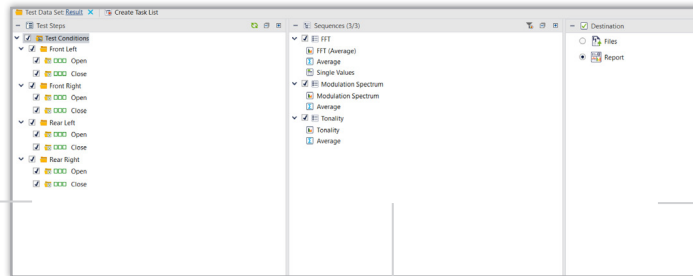 Test Data Set: Result
Create Task List
Test Steps
Test Conditions
Front Left
Open
Close
Front Right
Open
Close
Rear Left
Open
Close
Rear Right
Open
Close
Sequences (3/3)
FFT
FFT (Average)
Average
Single Values
Modulation Spectrum
Modulation Spectrum
Average
Tonality
Tonality
Average
Destination
Files
Report